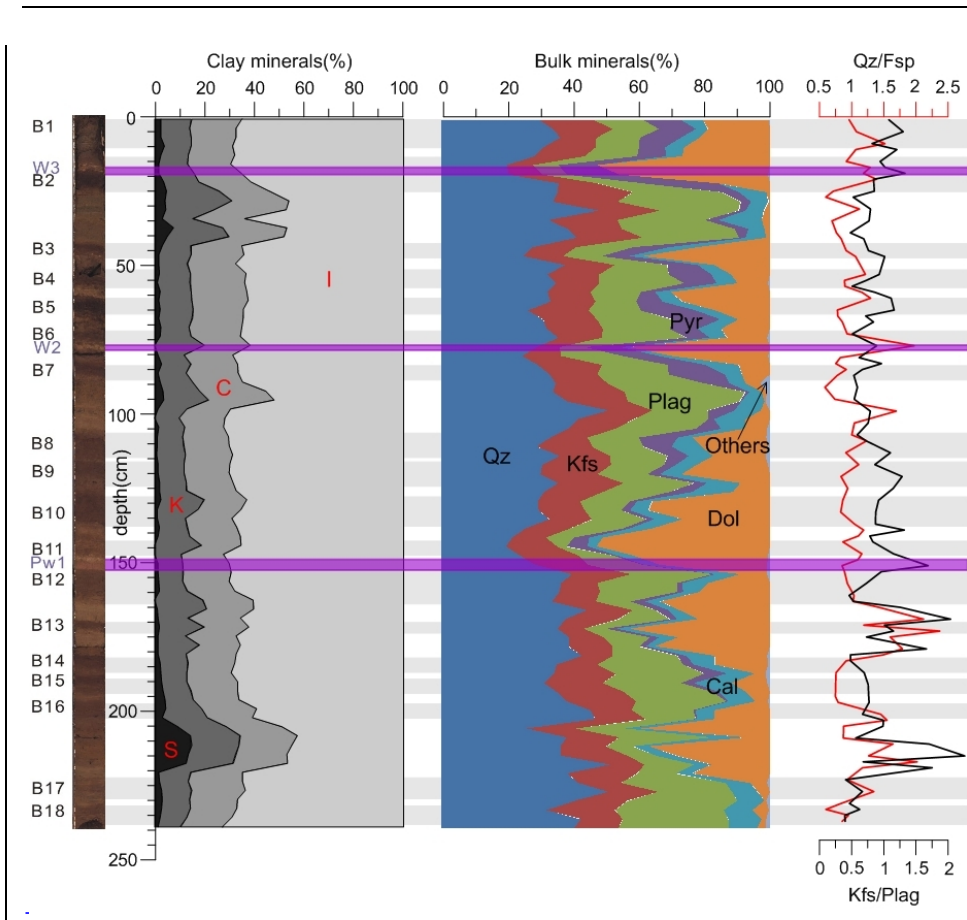 Clay minerals(%)
Bulk minerals(%)
Qz/Fsp
0 20 40 60 80 100
20 40 60 80 100
0.5 1 1.5 2 2.5
0
50
100
150
200
250
depth(cm)
B1
W3
B2
B3
B4
B5
B6
W2
B7
B8
B9
B10
B11
Pw1
B12
B13
B14
B15
B16
B17
B18
I
C
K
S
Qz
Kfs
Plag
Pyr
Others
Dol
Cal
0 0.5 1 1.5 2
Kfs/Plag